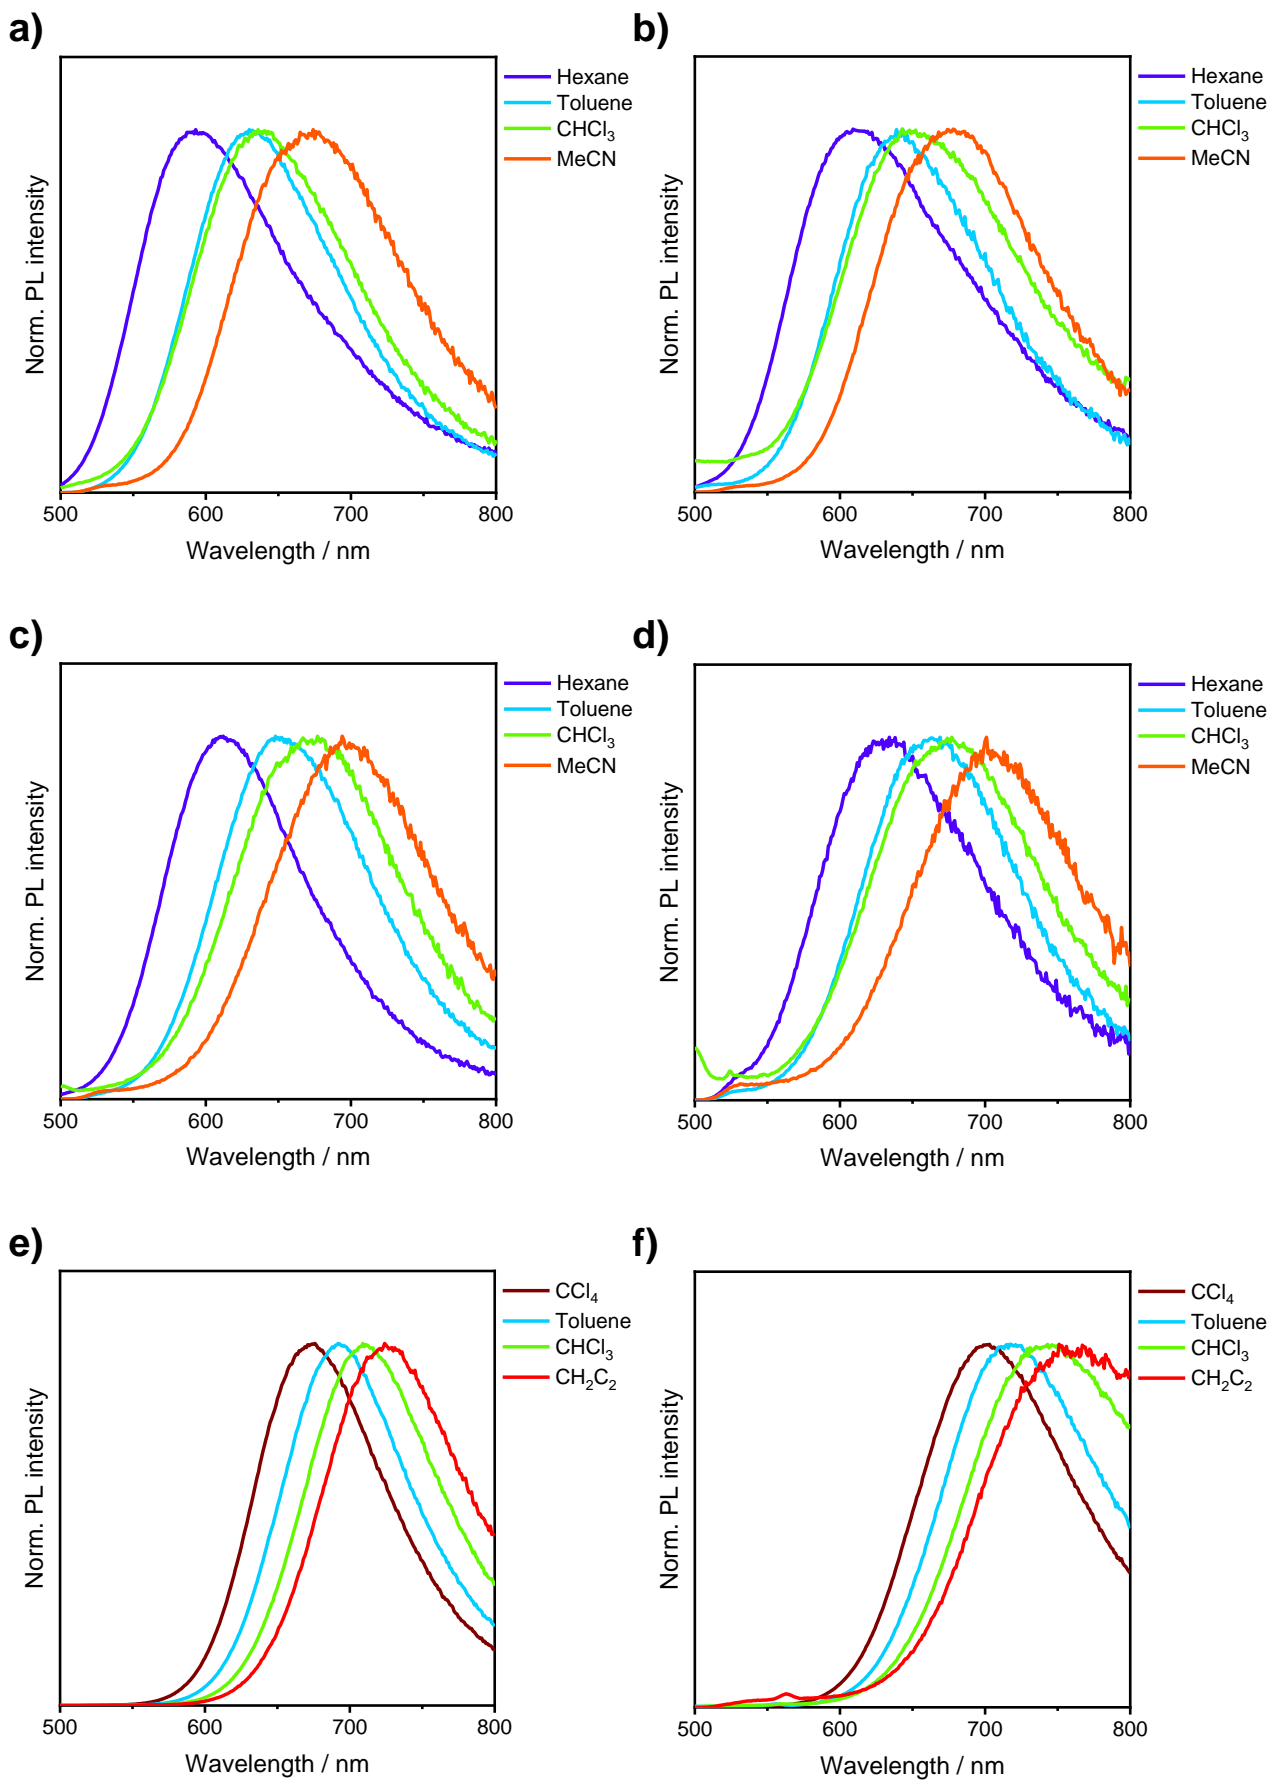 a)
Norm. PL intensity
Hexane
Toluene
CHCl₃
MeCN
500 600 700 800
Wavelength / nm
b)
Norm. PL intensity
Hexane
Toluene
CHCl₃
MeCN
500 600 700 800
Wavelength / nm
c)
Norm. PL intensity
Hexane
Toluene
CHCl₃
MeCN
500 600 700 800
Wavelength / nm
d)
Norm. PL intensity
Hexane
Toluene
CHCl₃
MeCN
500 600 700 800
Wavelength / nm
e)
Norm. PL intensity
CCl₄
Toluene
CHCl₃
CH₂C₂
500 600 700 800
Wavelength / nm
f)
Norm. PL intensity
CCl₄
Toluene
CHCl₃
CH₂C₂
500 600 700 800
Wavelength / nm